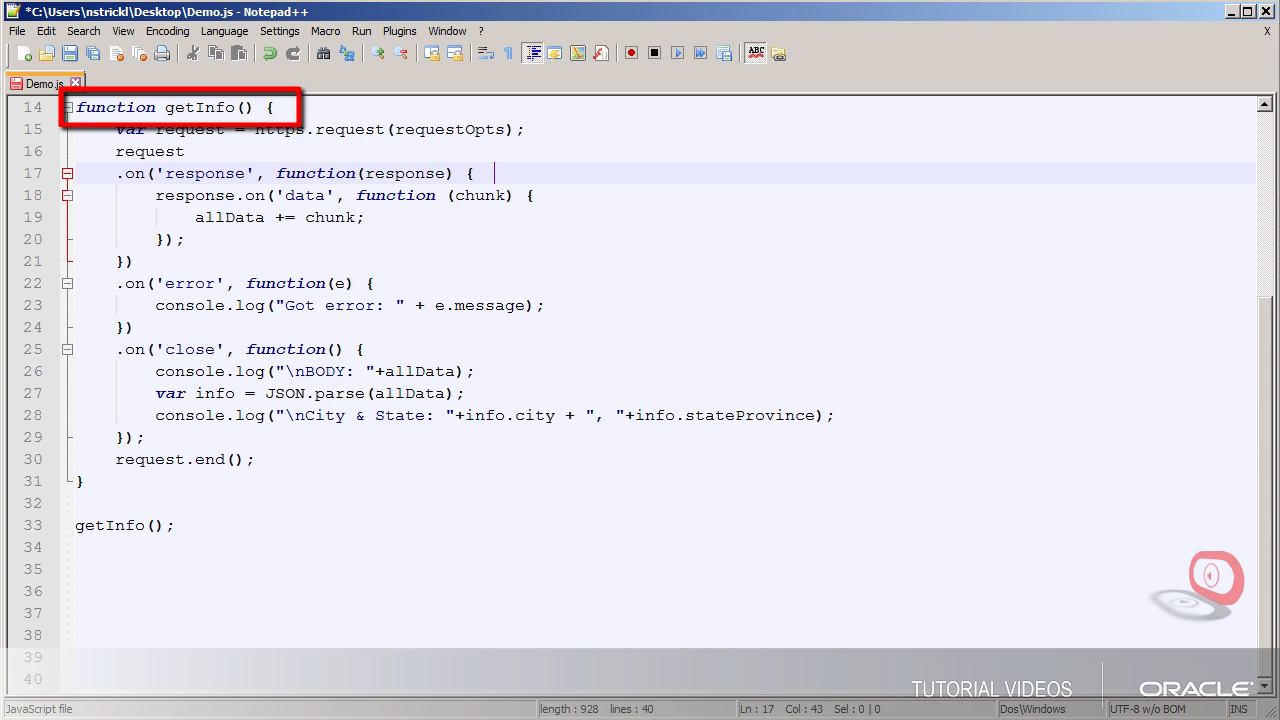 *C:\Users\nstrickl\Desktop\Demo.js - Notepad++
File Edit Search View Encoding Language Settings Macro Run Plugins Window ? X
ABC
Demo.js
14 function getInfo() {
15 var request = https.request(requestOpts);
16 request
17 .on('response', function(response) {
18 response.on('data', function (chunk) {
19 allData += chunk;
20 });
21 })
22 .on('error', function(e) {
23 console.log("Got error: " + e.message);
24 })
25 .on('close', function() {
26 console.log("\nBODY: "+allData);
27 var info = JSON.parse(allData);
28 console.log("\nCity & State: "+info.city + ", "+info.stateProvince);
29 });
30 request.end();
31 }
32
33 getInfo();
34
35
36
37
38
39
40
TUTORIAL VIDEOS ORACLE
JavaScript file length : 928 lines : 40 Ln : 17 Col : 43 Sel : 0 | 0 Dos\Windows UTF-8 w/o BOM INS